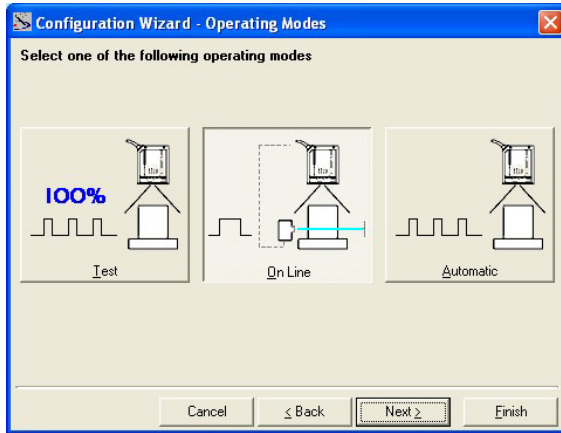 Configuration Wizard - Operating Modes
Select one of the following operating modes
100%
Test
On Line
Automatic
Cancel
< Back
Next >
Finish